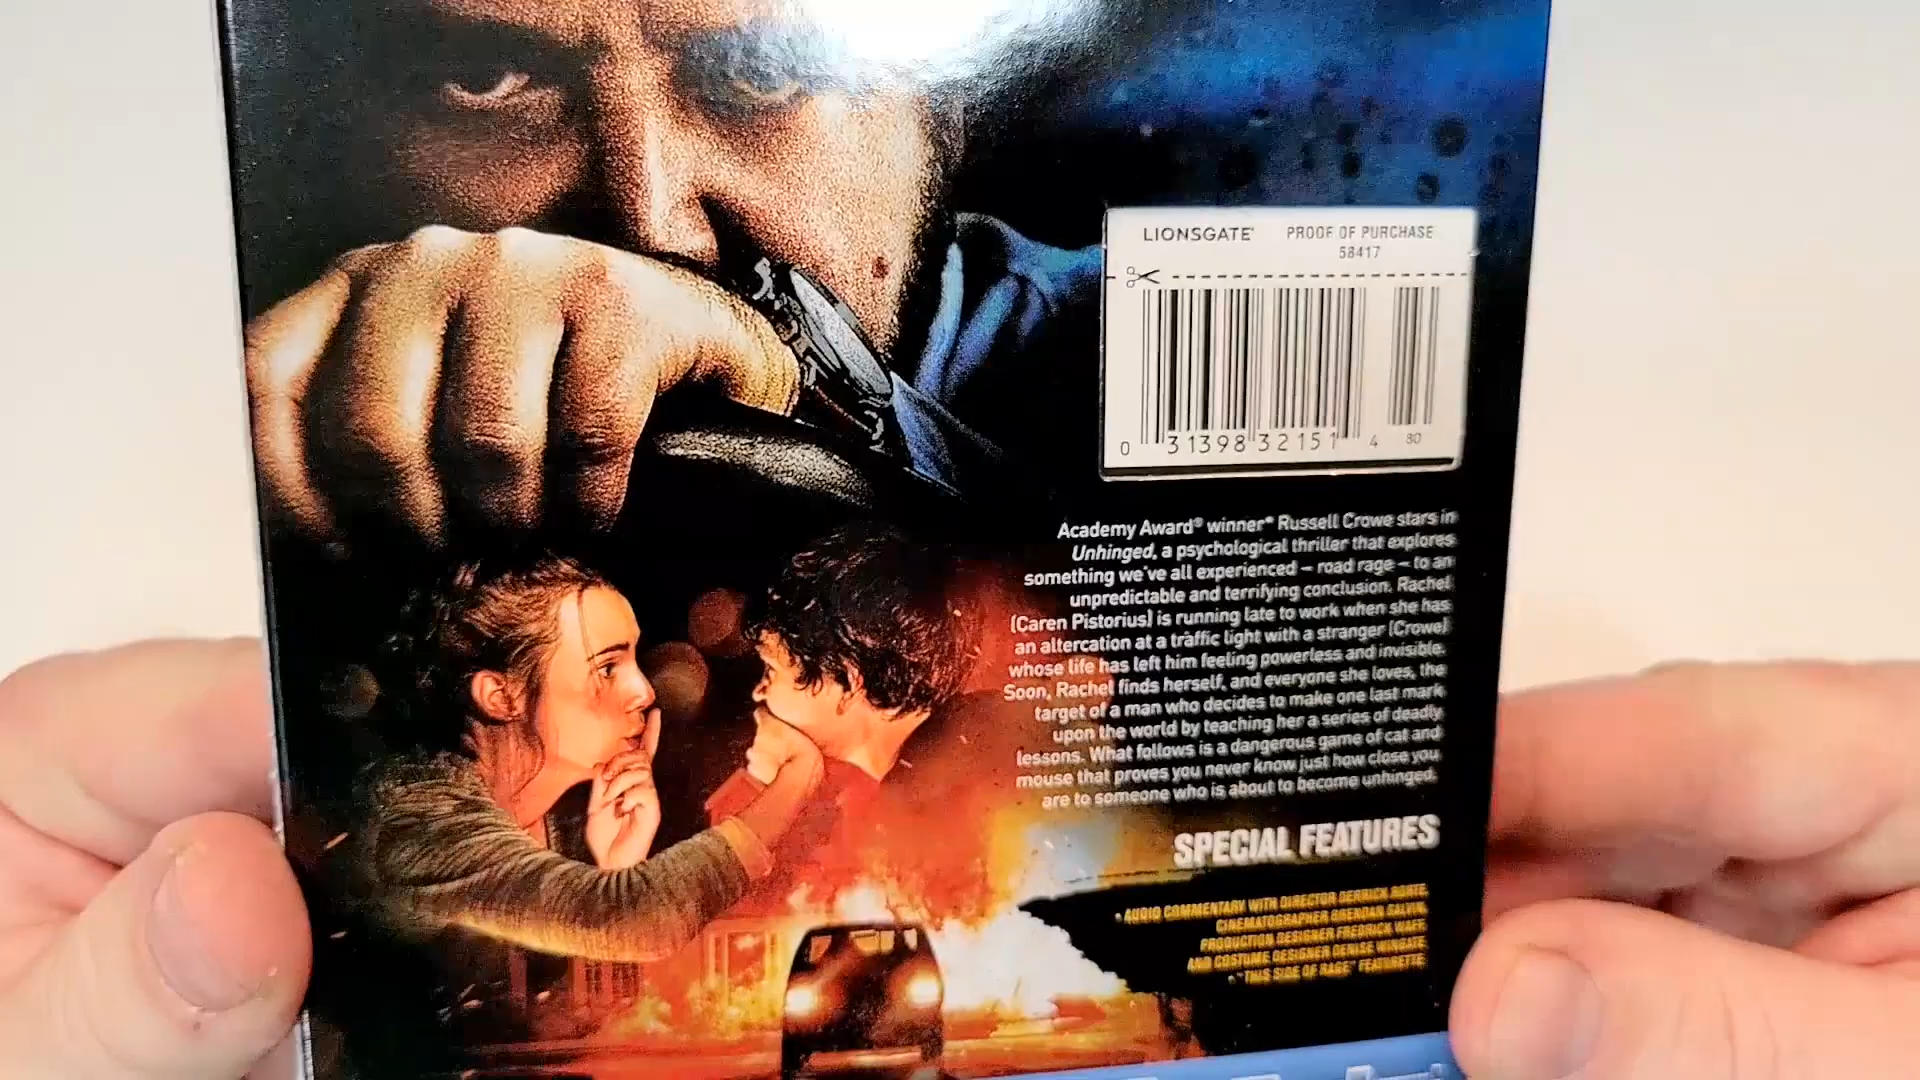 LIONSGATE® PROOF OF PURCHASE
58417
0 31398 32151 4 80
Academy Award® winner* Russell Crowe stars in
Unhinged, a psychological thriller that explores
something we've all experienced – road rage – to an
unpredictable and terrifying conclusion. Rachel
(Caren Pistorius) is running late to work when she has
an altercation at a traffic light with a stranger (Crowe)
whose life has left him feeling powerless and invisible.
Soon, Rachel finds herself, and everyone she loves, the
target of a man who decides to make one last mark
upon the world by teaching her a series of deadly
lessons. What follows is a dangerous game of cat and
mouse that proves you never know just how close you
are to someone who is about to become unhinged.
SPECIAL FEATURES
• AUDIO COMMENTARY WITH DIRECTOR DERRICK BORTE,
CINEMATOGRAPHER BRENDAN GALVIN,
PRODUCTION DESIGNER FREDRICK WAFF,
AND COSTUME DESIGNER DENISE WINGATE
• "THIS SIDE OF RAGE" FEATURETTE